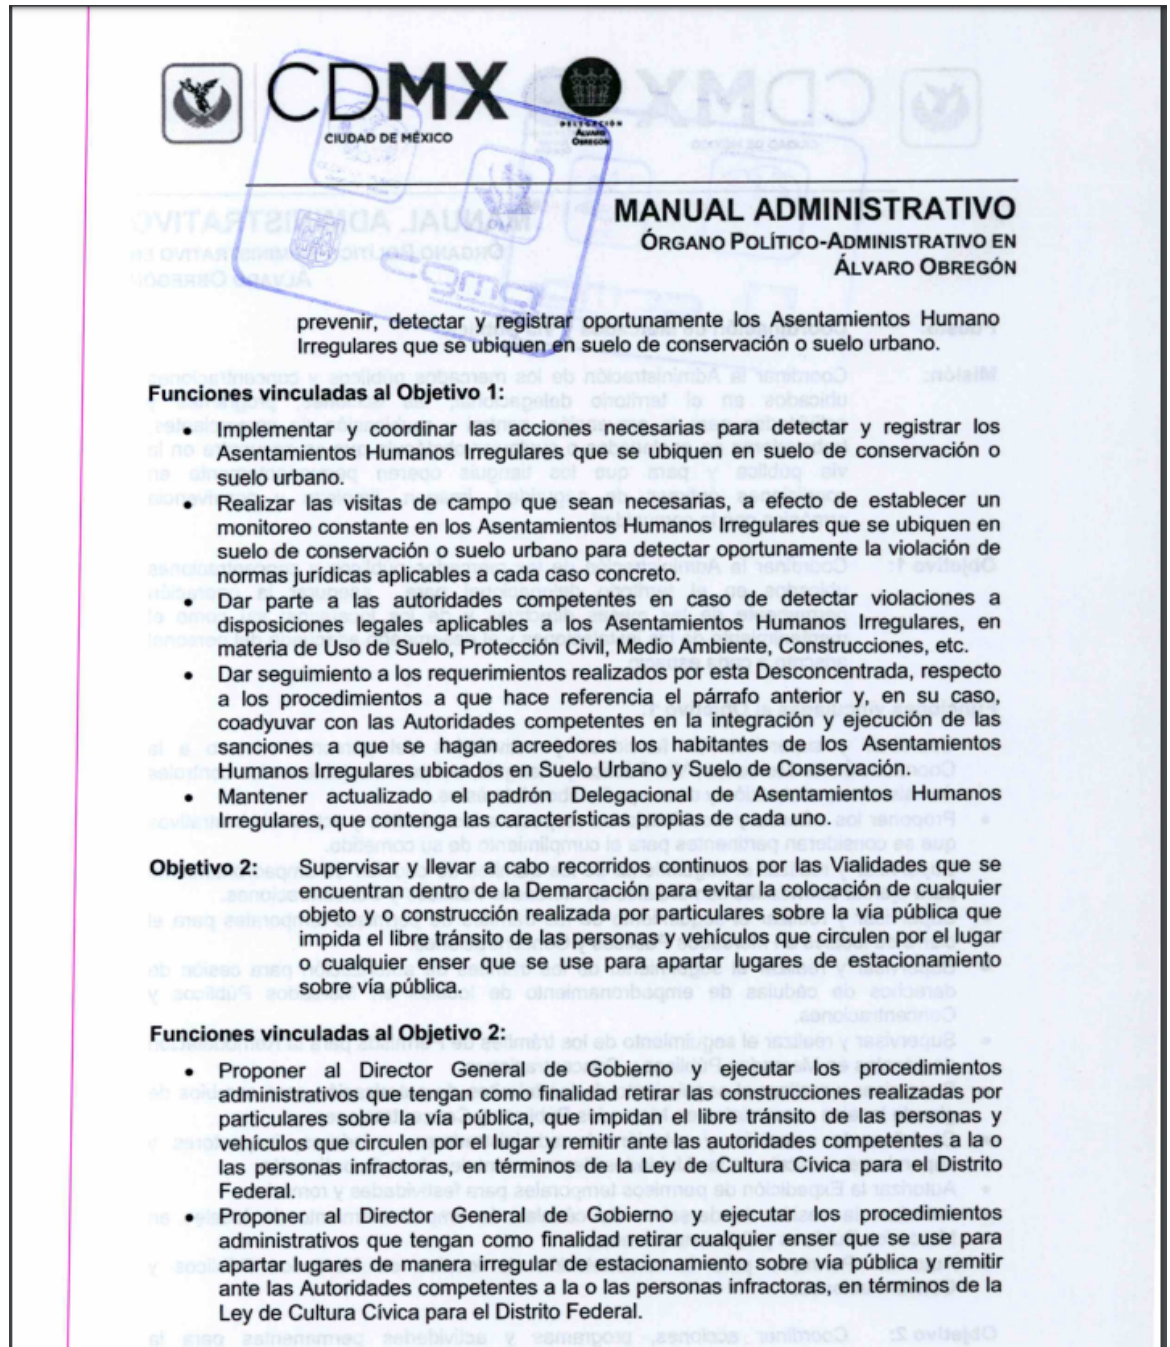 CDMX
CIUDAD DE MÉXICO
DELEGACIÓN
ÁLVARO
OBREGÓN
cgma
MANUAL ADMINISTRATIVO
ÓRGANO POLÍTICO-ADMINISTRATIVO EN
ÁLVARO OBREGÓN
prevenir, detectar y registrar oportunamente los Asentamientos Humano
Irregulares que se ubiquen en suelo de conservación o suelo urbano.
Funciones vinculadas al Objetivo 1:
• Implementar y coordinar las acciones necesarias para detectar y registrar los
Asentamientos Humanos Irregulares que se ubiquen en suelo de conservación o
suelo urbano.
• Realizar las visitas de campo que sean necesarias, a efecto de establecer un
monitoreo constante en los Asentamientos Humanos Irregulares que se ubiquen en
suelo de conservación o suelo urbano para detectar oportunamente la violación de
normas jurídicas aplicables a cada caso concreto.
• Dar parte a las autoridades competentes en caso de detectar violaciones a
disposiciones legales aplicables a los Asentamientos Humanos Irregulares, en
materia de Uso de Suelo, Protección Civil, Medio Ambiente, Construcciones, etc.
• Dar seguimiento a los requerimientos realizados por esta Desconcentrada, respecto
a los procedimientos a que hace referencia el párrafo anterior y, en su caso,
coadyuvar con las Autoridades competentes en la integración y ejecución de las
sanciones a que se hagan acreedores los habitantes de los Asentamientos
Humanos Irregulares ubicados en Suelo Urbano y Suelo de Conservación.
• Mantener actualizado el padrón Delegacional de Asentamientos Humanos
Irregulares, que contenga las características propias de cada uno.
Objetivo 2: Supervisar y llevar a cabo recorridos continuos por las Vialidades que se
encuentran dentro de la Demarcación para evitar la colocación de cualquier
objeto y o construcción realizada por particulares sobre la vía pública que
impida el libre tránsito de las personas y vehículos que circulen por el lugar
o cualquier enser que se use para apartar lugares de estacionamiento
sobre vía pública.
Funciones vinculadas al Objetivo 2:
• Proponer al Director General de Gobierno y ejecutar los procedimientos
administrativos que tengan como finalidad retirar las construcciones realizadas por
particulares sobre la vía pública, que impidan el libre tránsito de las personas y
vehículos que circulen por el lugar y remitir ante las autoridades competentes a la o
las personas infractoras, en términos de la Ley de Cultura Cívica para el Distrito
Federal.
• Proponer al Director General de Gobierno y ejecutar los procedimientos
administrativos que tengan como finalidad retirar cualquier enser que se use para
apartar lugares de manera irregular de estacionamiento sobre vía pública y remitir
ante las Autoridades competentes a la o las personas infractoras, en términos de la
Ley de Cultura Cívica para el Distrito Federal.